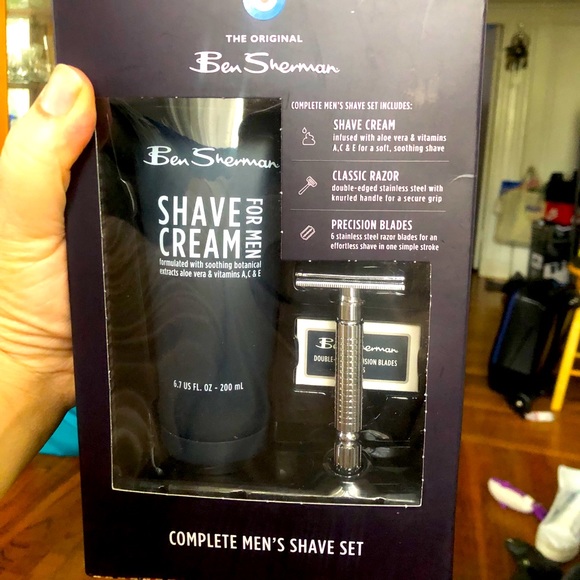 THE ORIGINAL
Ben Sherman
COMPLETE MEN'S SHAVE SET INCLUDES:
SHAVE CREAM
infused with aloe vera & vitamins
A,C & E for a soft, soothing shave
CLASSIC RAZOR
double-edged stainless steel with
knurled handle for a secure grip
PRECISION BLADES
6 stainless steel razor blades for an
effortless shave in one simple stroke
Ben Sherman
SHAVE
CREAM
FOR MEN
formulated with soothing botanical
extracts aloe vera & vitamins A,C & E
6.7 US FL. OZ - 200 mL
Ben Sherman
DOUBLE- BLADES
COMPLETE MEN'S SHAVE SET